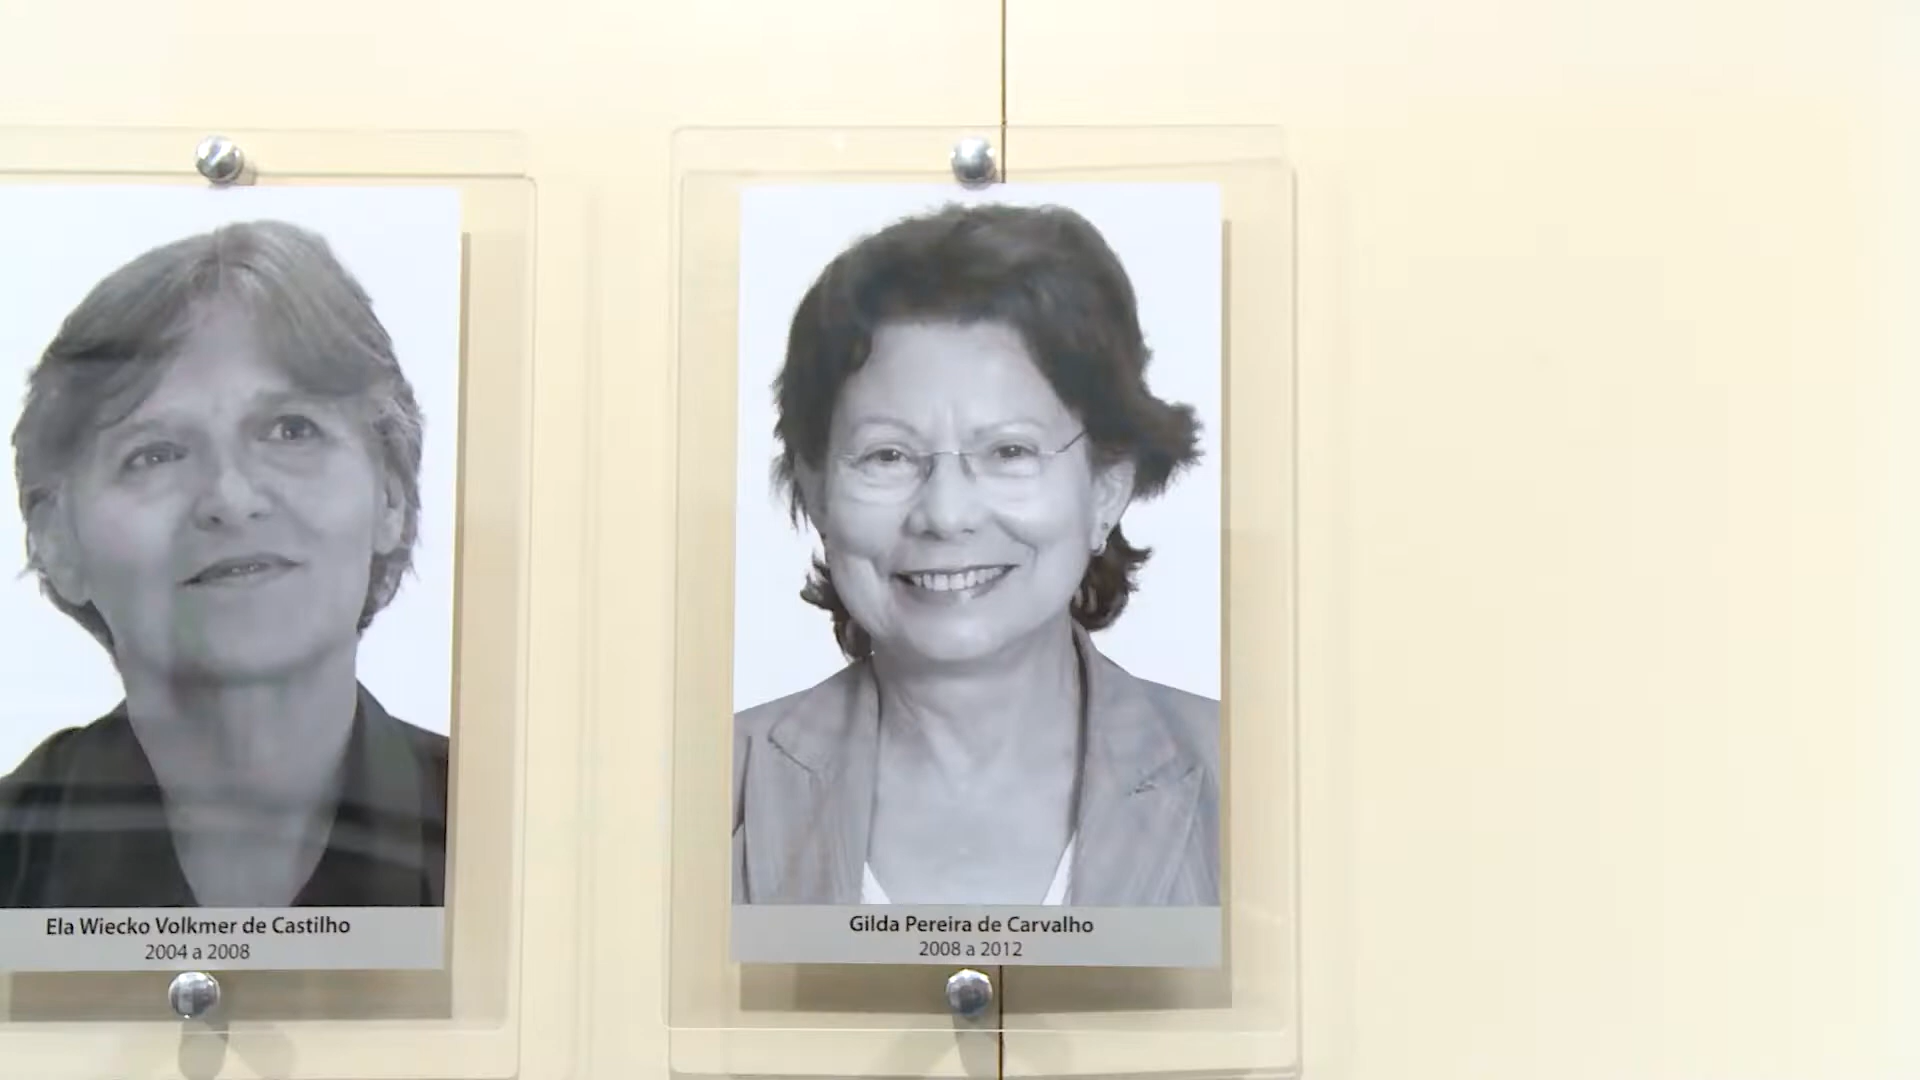 Ela Wiecko Volkmer de Castilho
2004 a 2008
Gilda Pereira de Carvalho
2008 a 2012